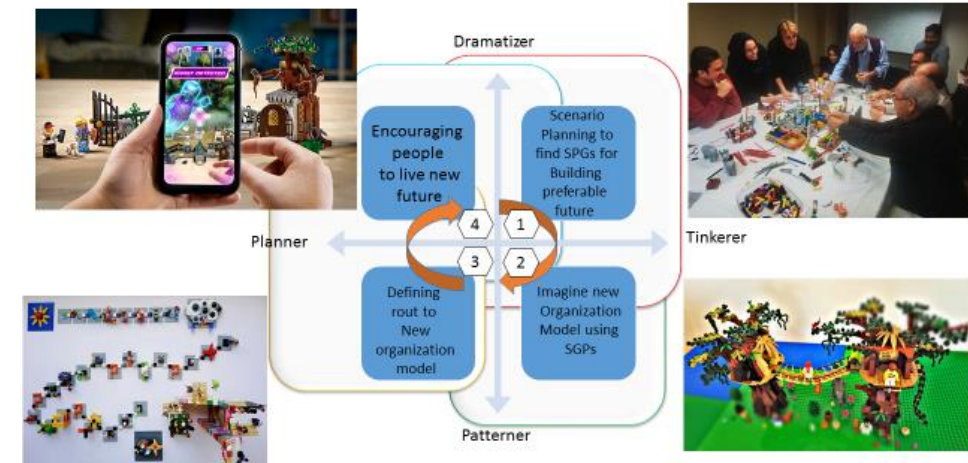 Dramatizer
Encouraging
people
to live new
future
Scenario
Planning to
find SPGs for
Building
preferable
future
4
1
Planner
Tinkerer
3
2
Defining
rout to
New
organization
model
Imagine new
Organization
Model using
SGPs
Patterner